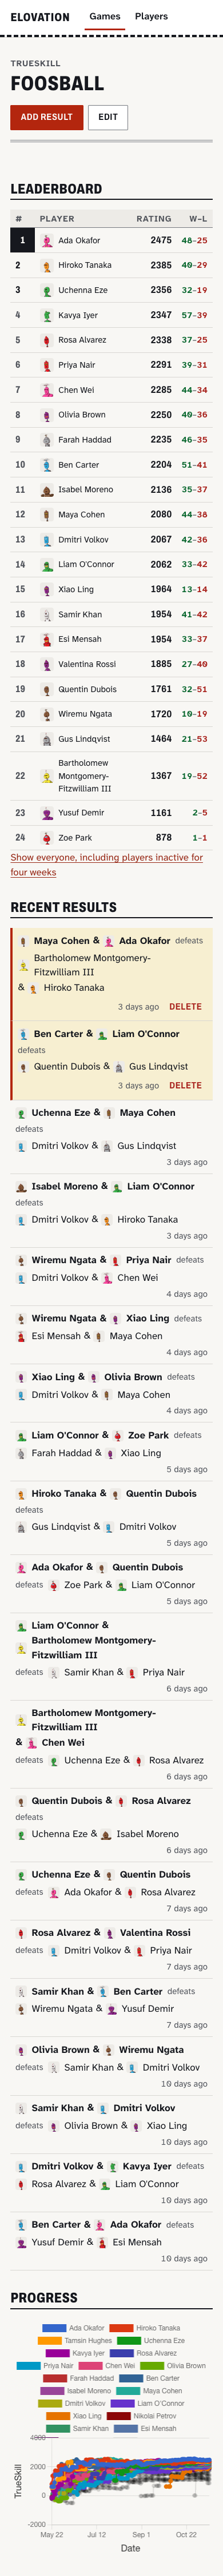 ELOVATION Games Players
TRUESKILL
FOOSBALL
ADD RESULT EDIT
LEADERBOARD
# PLAYER RATING W–L
1 Ada Okafor 2475 48–25
2 Hiroko Tanaka 2385 40–29
3 Uchenna Eze 2356 32–19
4 Kavya Iyer 2347 57–39
5 Rosa Alvarez 2338 37–25
6 Priya Nair 2291 39–31
7 Chen Wei 2285 44–34
8 Olivia Brown 2250 40–36
9 Farah Haddad 2235 46–35
10 Ben Carter 2204 51–41
11 Isabel Moreno 2136 35–37
12 Maya Cohen 2080 44–38
13 Dmitri Volkov 2067 42–36
14 Liam O'Connor 2062 33–42
15 Xiao Ling 1964 13–14
16 Samir Khan 1954 41–42
17 Esi Mensah 1954 33–37
18 Valentina Rossi 1885 27–40
19 Quentin Dubois 1761 32–51
20 Wiremu Ngata 1720 10–19
21 Gus Lindqvist 1464 21–53
Bartholomew
22 Montgomery- 1367 19–52
Fitzwilliam III
23 Yusuf Demir 1161 2–5
24 Zoe Park 878 1–1
Show everyone, including players inactive for
four weeks
RECENT RESULTS
Maya Cohen & Ada Okafor defeats
Bartholomew Montgomery-
Fitzwilliam III
& Hiroko Tanaka
3 days ago DELETE
Ben Carter & Liam O'Connor
defeats
Quentin Dubois & Gus Lindqvist
3 days ago DELETE
Uchenna Eze & Maya Cohen
defeats
Dmitri Volkov & Gus Lindqvist
3 days ago
Isabel Moreno & Liam O'Connor
defeats
Dmitri Volkov & Hiroko Tanaka
3 days ago
Wiremu Ngata & Priya Nair defeats
Dmitri Volkov & Chen Wei
4 days ago
Wiremu Ngata & Xiao Ling defeats
Esi Mensah & Maya Cohen
4 days ago
Xiao Ling & Olivia Brown defeats
Dmitri Volkov & Maya Cohen
4 days ago
Liam O'Connor & Zoe Park defeats
Farah Haddad & Xiao Ling
5 days ago
Hiroko Tanaka & Quentin Dubois
defeats
Gus Lindqvist & Dmitri Volkov
5 days ago
Ada Okafor & Quentin Dubois
defeats Zoe Park & Liam O'Connor
5 days ago
Liam O'Connor &
Bartholomew Montgomery-
Fitzwilliam III
defeats Samir Khan & Priya Nair
6 days ago
Bartholomew Montgomery-
Fitzwilliam III
& Chen Wei
defeats Uchenna Eze & Rosa Alvarez
6 days ago
Quentin Dubois & Rosa Alvarez
defeats
Uchenna Eze & Isabel Moreno
6 days ago
Uchenna Eze & Quentin Dubois
defeats Ada Okafor & Rosa Alvarez
7 days ago
Rosa Alvarez & Valentina Rossi
defeats Dmitri Volkov & Priya Nair
7 days ago
Samir Khan & Ben Carter defeats
Wiremu Ngata & Yusuf Demir
7 days ago
Olivia Brown & Wiremu Ngata
defeats Samir Khan & Dmitri Volkov
10 days ago
Samir Khan & Dmitri Volkov
defeats Olivia Brown & Xiao Ling
10 days ago
Dmitri Volkov & Kavya Iyer defeats
Rosa Alvarez & Liam O'Connor
10 days ago
Ben Carter & Ada Okafor defeats
Yusuf Demir & Esi Mensah
10 days ago
PROGRESS
Ada Okafor Hiroko Tanaka
Tamsin Hughes Uchenna Eze
Kavya Iyer Rosa Alvarez
Priya Nair Chen Wei Olivia Brown
Farah Haddad Ben Carter
Isabel Moreno Maya Cohen
Dmitri Volkov Liam O'Connor
Xiao Ling Nikolai Petrov
Samir Khan Esi Mensah
4000
2000
0
-2000
TrueSkill
May 22 Jul 12 Sep 1 Oct 22
Date